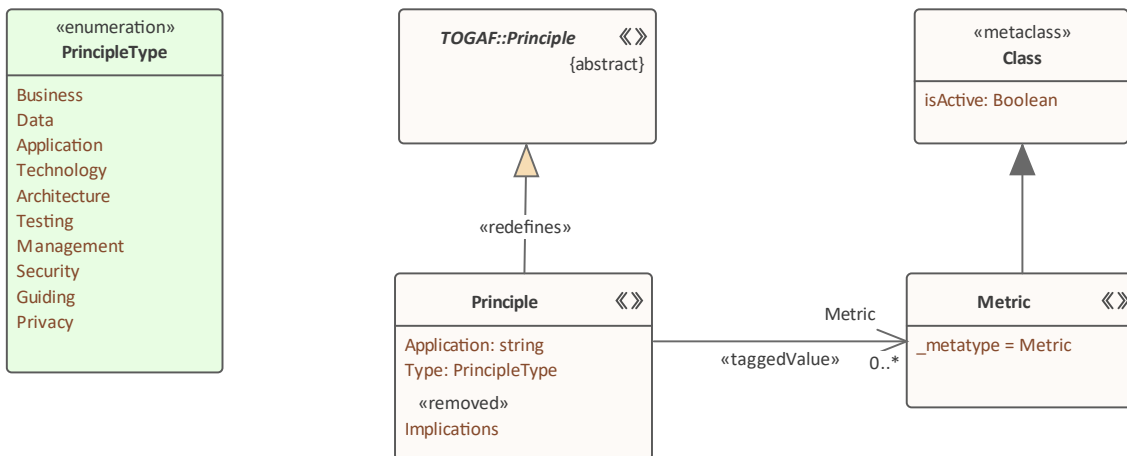 «enumeration»
PrincipleType
Business
Data
Application
Technology
Architecture
Testing
Management
Security
Guiding
Privacy
TOGAF::Principle
{abstract}
«metaclass»
Class
isActive: Boolean
«redefines»
Principle
Application: string
Type: PrincipleType
«removed»
Implications
Metric
«taggedValue»
0..*
Metric
_metatype = Metric